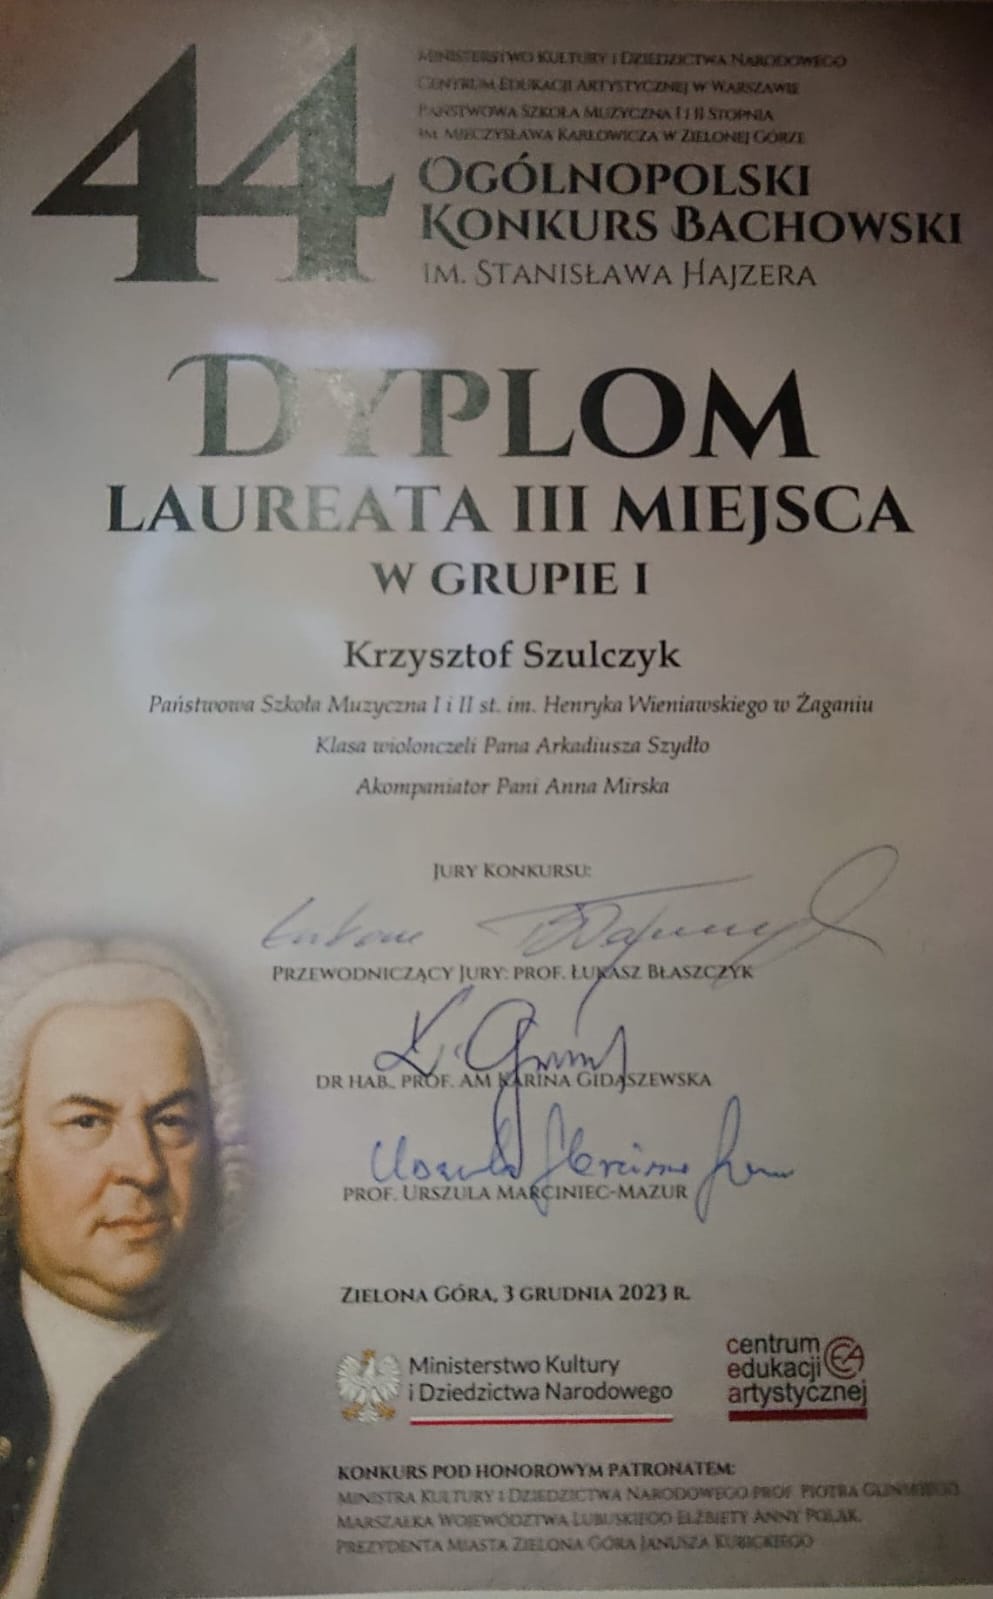 44
Ministerstwo Kultury i Dziedzictwa Narodowego
Centrum Edukacji Artystycznej w Warszawie
Państwowa Szkoła Muzyczna I i II Stopnia
im. Mieczysława Karłowicza w Zielonej Górze
Ogólnopolski
Konkurs Bachowski
im. Stanisława Hajzera
Dyplom
laureata III miejsca
w grupie I
Krzysztof Szulczyk
Państwowa Szkoła Muzyczna I i II st. im. Henryka Wieniawskiego w Żaganiu
Klasa wiolonczeli Pana Arkadiusza Szydło
Akompaniator Pani Anna Mirska
Jury konkursu:
Przewodniczący Jury: prof. Łukasz Błaszczyk
dr hab., prof. AM Karina Gidaszewska
prof. Urszula Marciniec-Mazur
Zielona Góra, 3 grudnia 2023 r.
Ministerstwo Kultury
i Dziedzictwa Narodowego
centrum
edukacji
artystycznej
CEA
Konkurs pod honorowym patronatem:
Ministra Kultury i Dziedzictwa Narodowego prof. Piotra Glińskiego
Marszałka Województwa Lubuskiego Elżbiety Anny Polak,
Prezydenta Miasta Zielona Góra Janusza Kubickiego